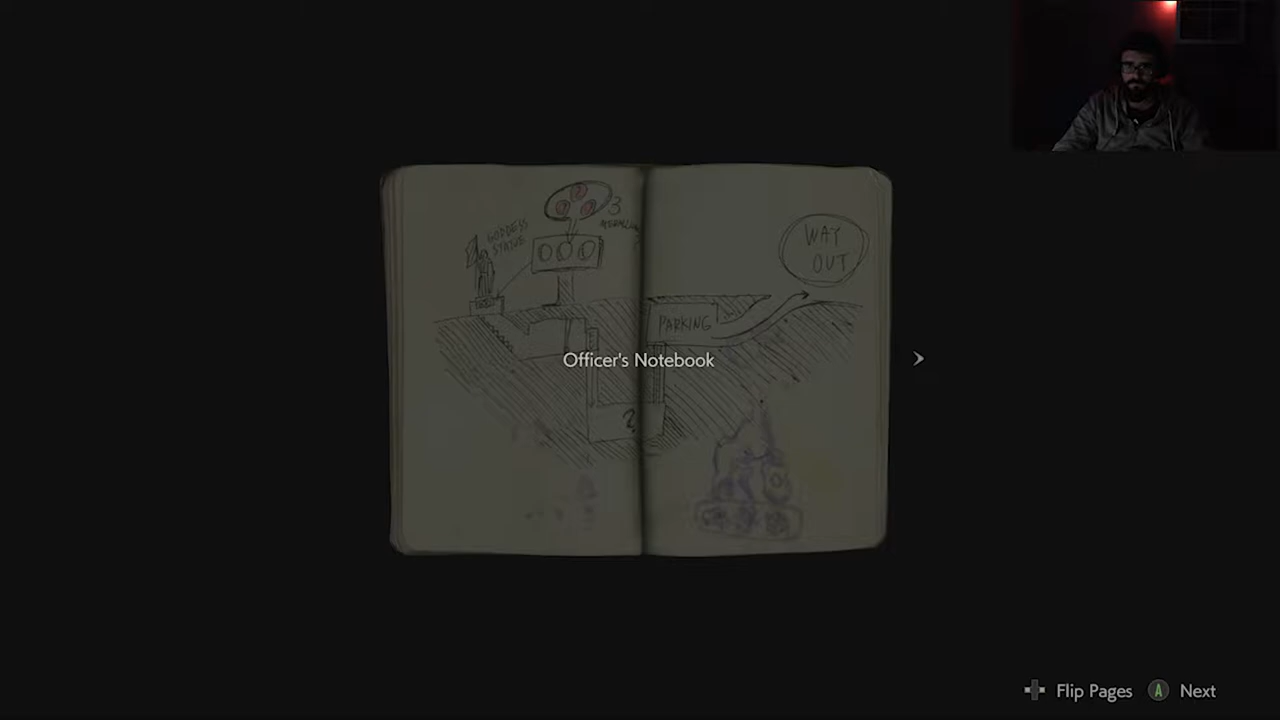 3
GODDESS
STATUE
WAY
OUT
PARKING
Officer's Notebook
?
Flip Pages A Next